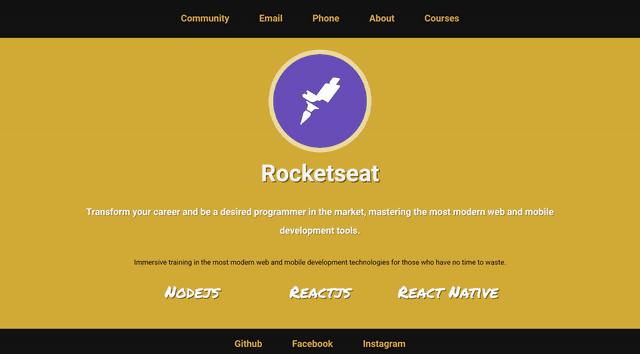 Community Email Phone About Courses
Rocketseat
Transform your career and be a desired programmer in the market, mastering the most modern web and mobile
development tools.
Immersive training in the most modern web and mobile development technologies for those who have no time to waste.
NodeJS ReactJS React Native
Github Facebook Instagram